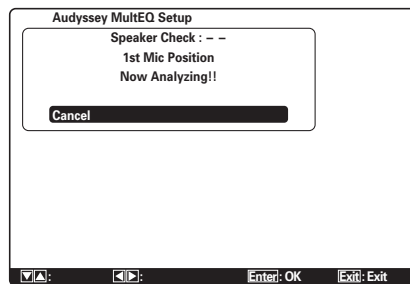 Audyssey MultEQ Setup
Speaker Check : – –
1st Mic Position
Now Analyzing!!
Cancel
▼▲: ◀▶: Enter: OK Exit: Exit